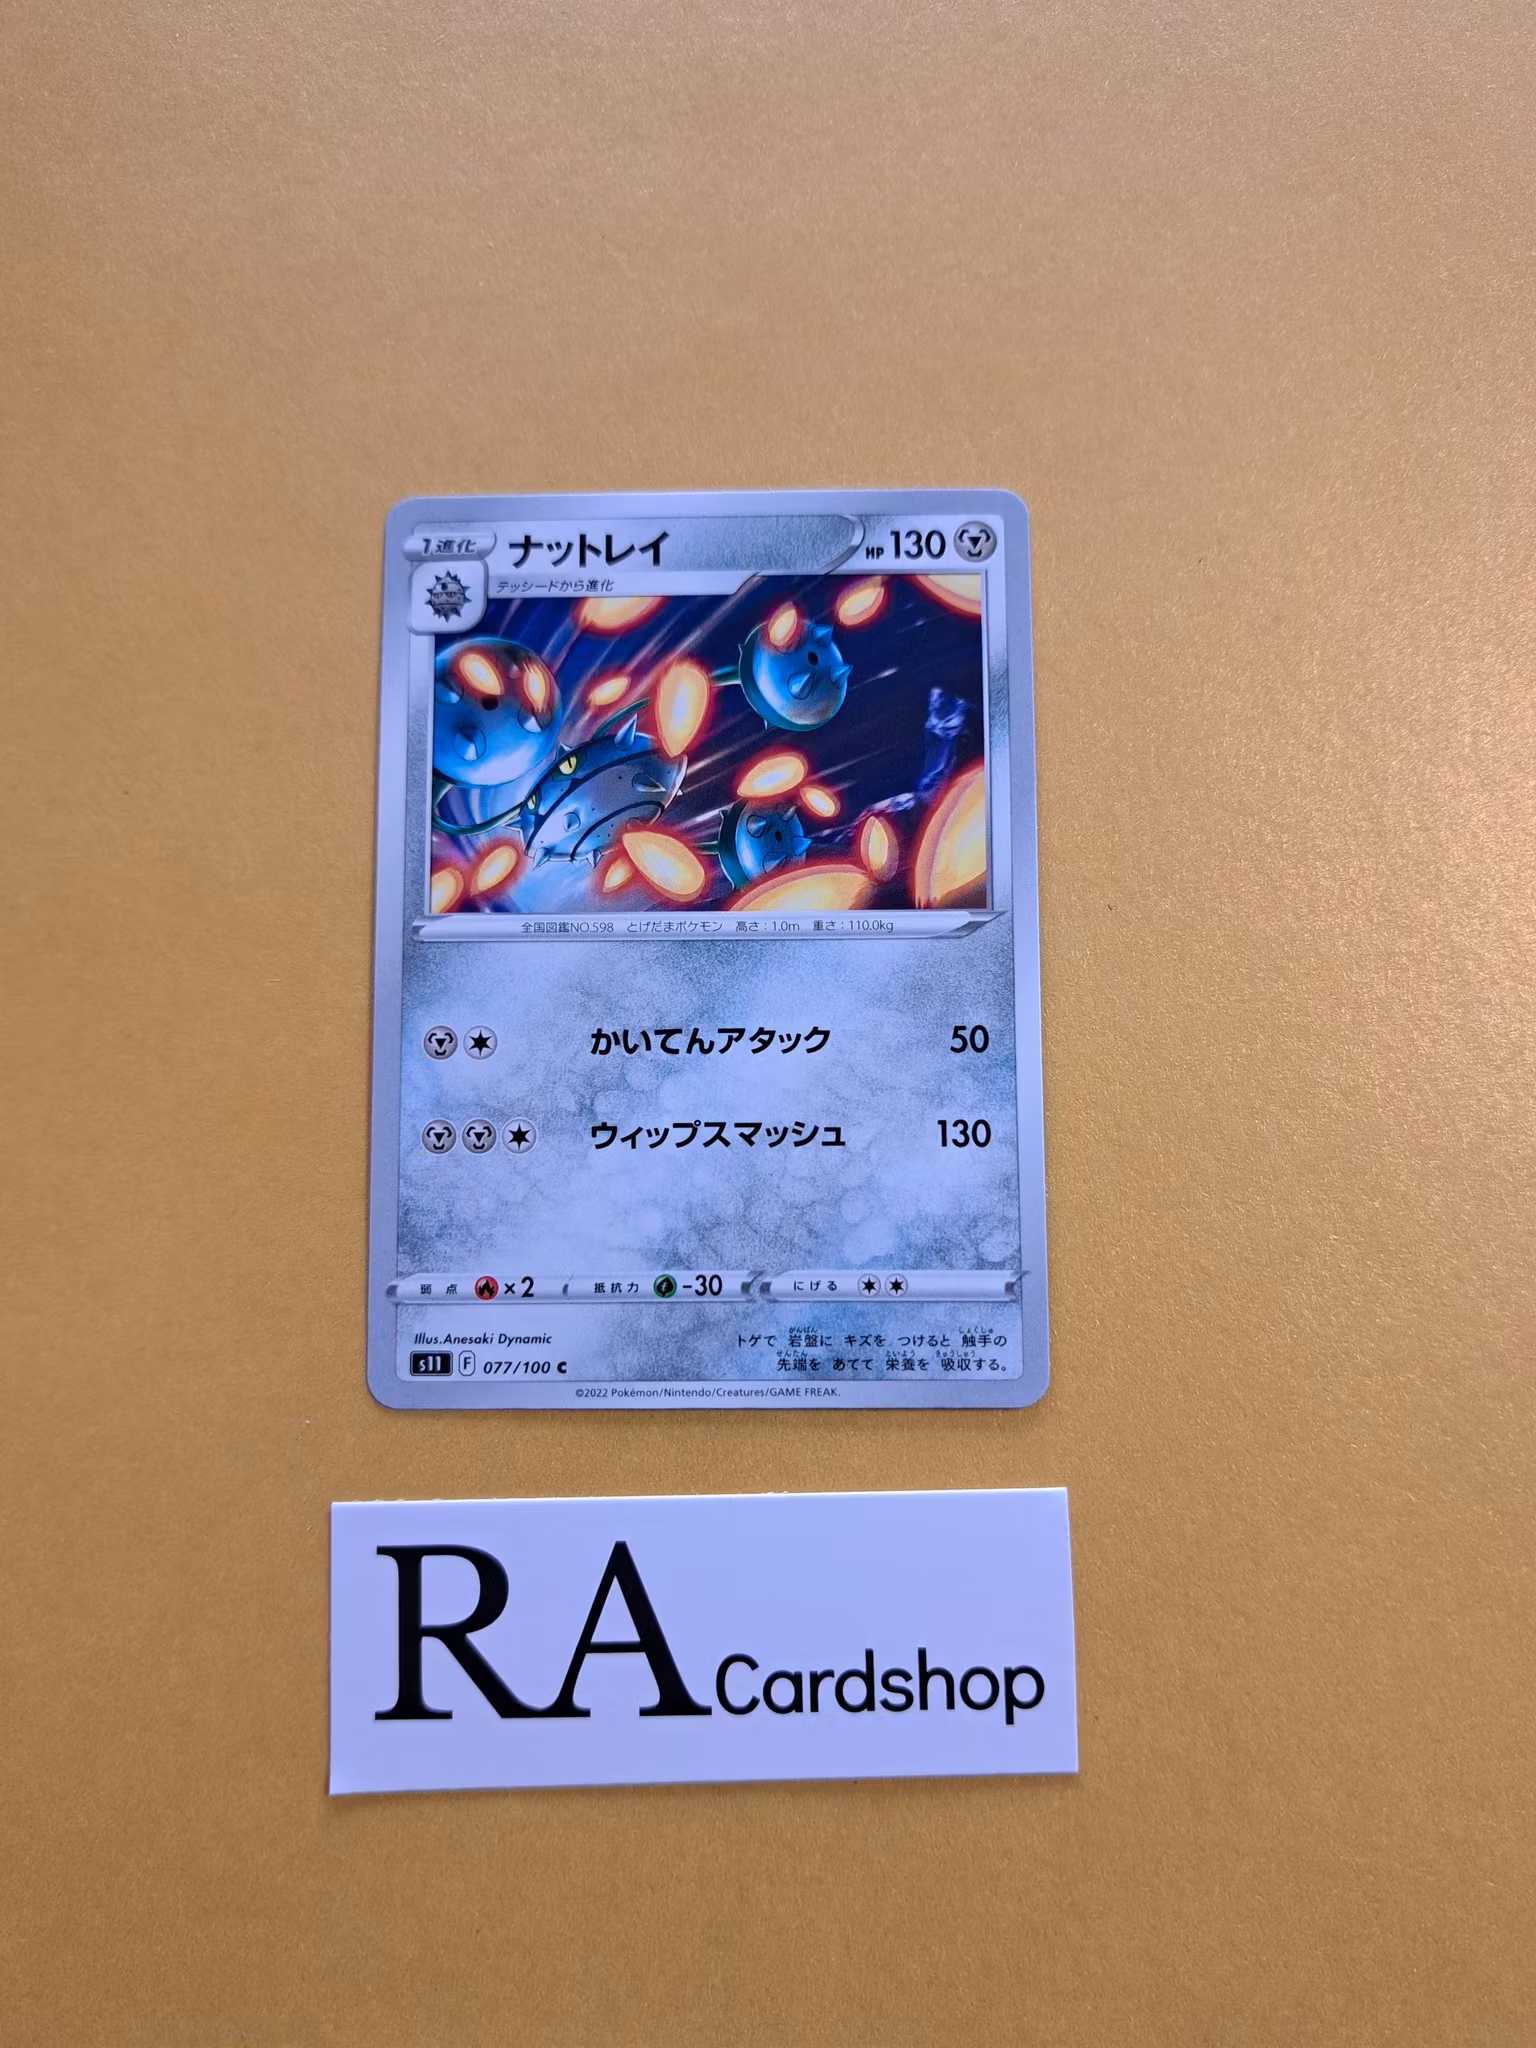 1進化 ナットレイ HP 130
テッシードから進化
全国図鑑NO.598 とげだまポケモン 高さ：1.0m 重さ：110.0kg
かいてんアタック 50
ウィップスマッシュ 130
弱点 ×2 抵抗力 -30 にげる
Illus.Anesaki Dynamic
トゲで 岩盤に キズを つけると 触手の
先端を あてて 栄養を 吸収する。
s11 F 077/100 C
©2022 Pokémon/Nintendo/Creatures/GAME FREAK.
RA Cardshop